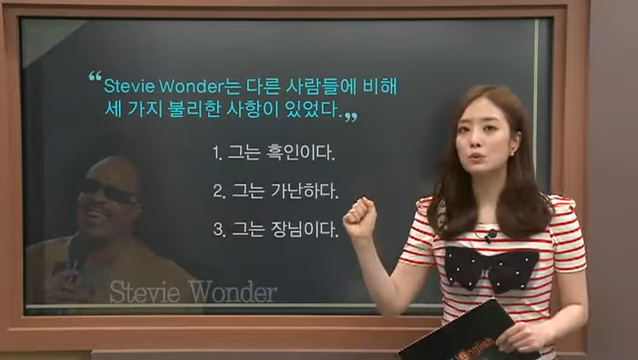 “Stevie Wonder는 다른 사람들에 비해
세 가지 불리한 사항이 있었다.”
1. 그는 흑인이다.
2. 그는 가난하다.
3. 그는 장님이다.
Stevie Wonder
English